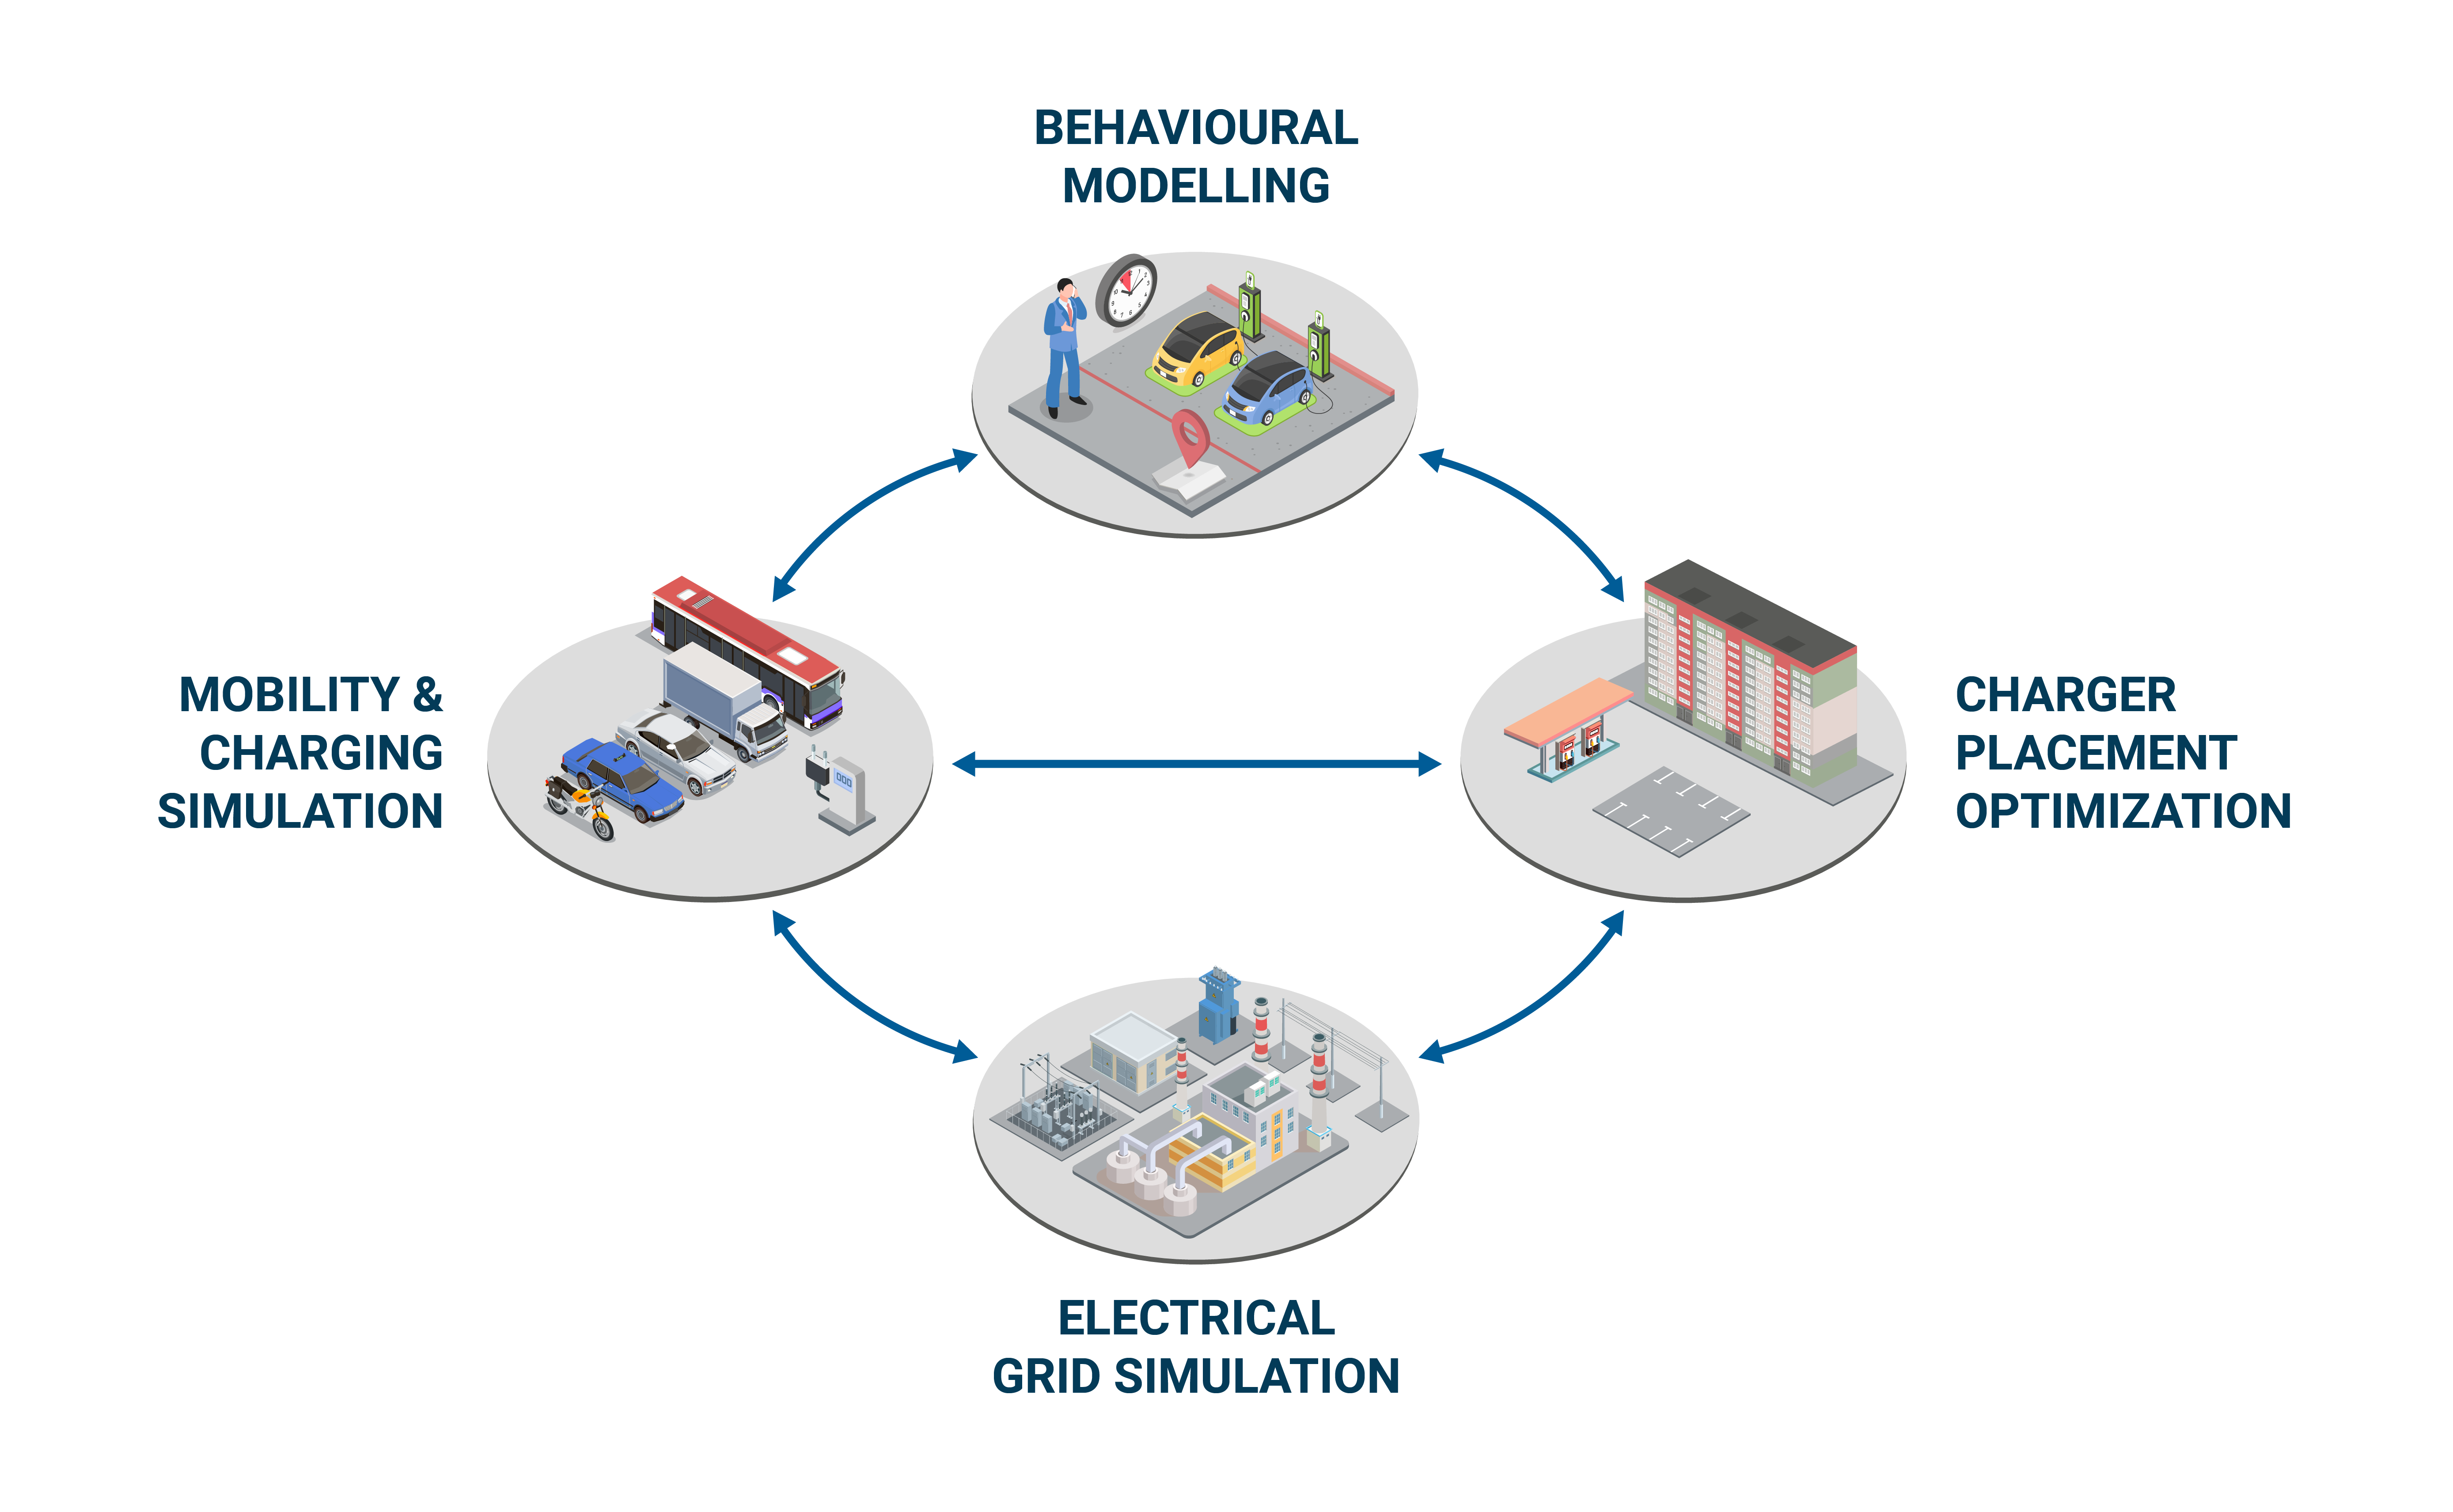 BEHAVIOURAL
MODELLING
MOBILITY &
CHARGING
SIMULATION
CHARGER
PLACEMENT
OPTIMIZATION
ELECTRICAL
GRID SIMULATION